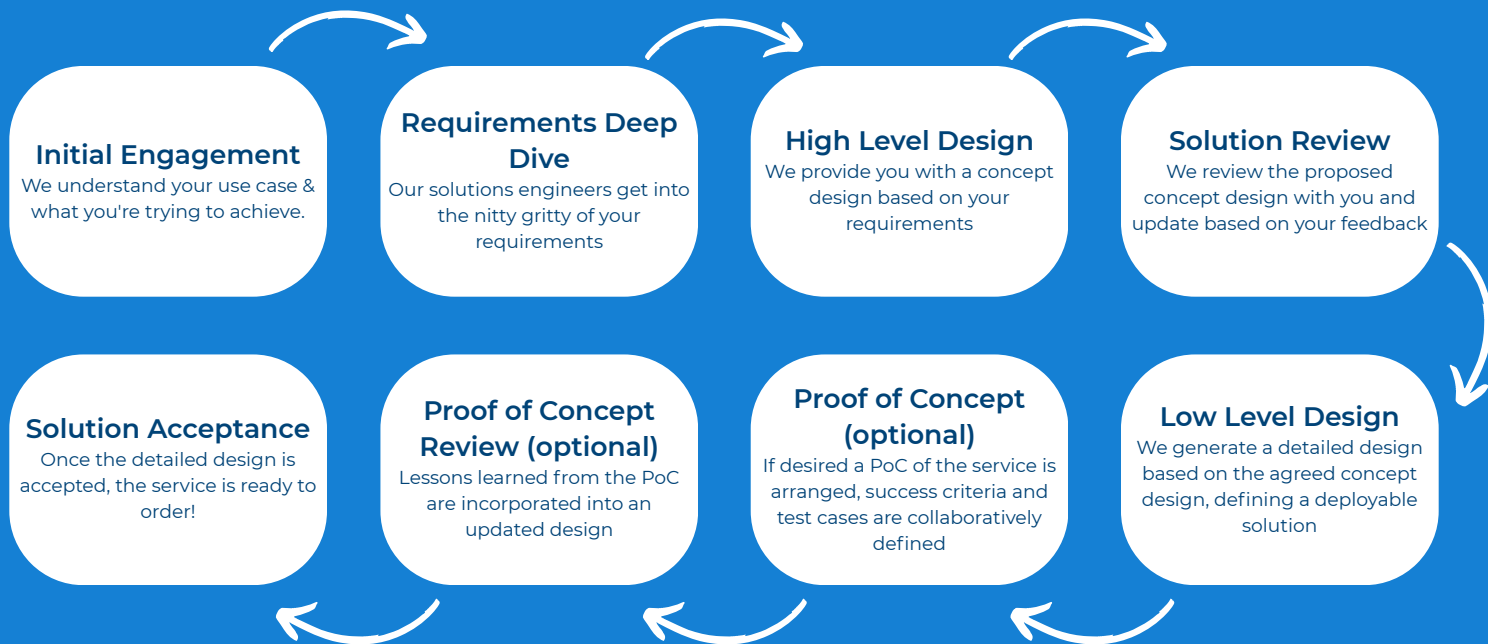 Initial Engagement
We understand your use case &
what you're trying to achieve.
Requirements Deep
Dive
Our solutions engineers get into
the nitty gritty of your
requirements
High Level Design
We provide you with a concept
design based on your
requirements
Solution Review
We review the proposed
concept design with you and
update based on your feedback
Low Level Design
We generate a detailed design
based on the agreed concept
design, defining a deployable
solution
Proof of Concept
(optional)
If desired a PoC of the service is
arranged, success criteria and
test cases are collaboratively
defined
Proof of Concept
Review (optional)
Lessons learned from the PoC
are incorporated into an
updated design
Solution Acceptance
Once the detailed design is
accepted, the service is ready to
order!